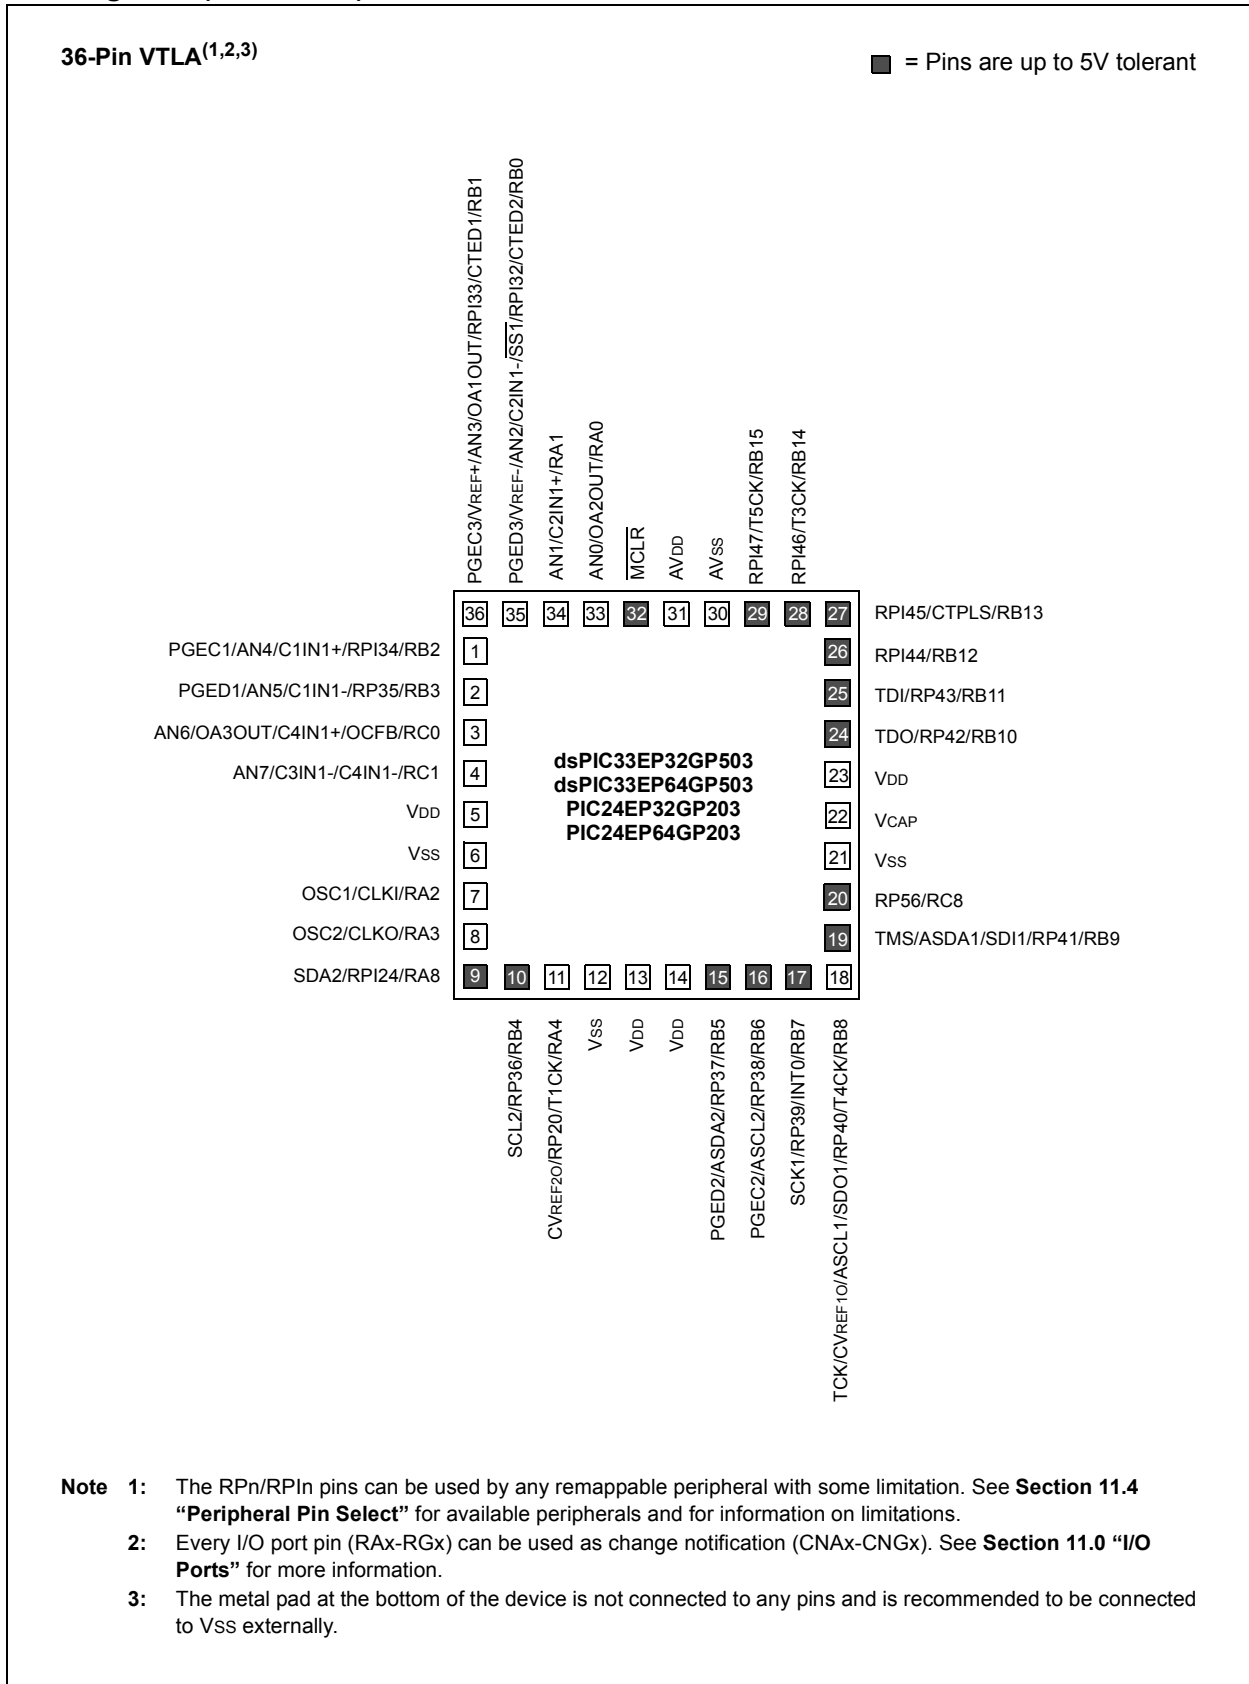 36-Pin VTLA(1,2,3)
= Pins are up to 5V tolerant
PGEC3/VREF+/AN3/OA1OUT/RPI33/CTED1/RB1
PGED3/VREF-/AN2/C2IN1-/SS1/RPI32/CTED2/RB0
AN1/C2IN1+/RA1
AN0/OA2OUT/RA0
MCLR
AVDD
AVSS
RPI47/T5CK/RB15
RPI46/T3CK/RB14
36 35 34 33 32 31 30 29 28 27 RPI45/CTPLS/RB13
PGEC1/AN4/C1IN1+/RPI34/RB2 1
26 RPI44/RB12
PGED1/AN5/C1IN1-/RP35/RB3 2
25 TDI/RP43/RB11
AN6/OA3OUT/C4IN1+/OCFB/RC0 3
24 TDO/RP42/RB10
AN7/C3IN1-/C4IN1-/RC1 4
23 VDD
dsPIC33EP32GP503
dsPIC33EP64GP503
PIC24EP32GP203
PIC24EP64GP203
VDD 5
22 VCAP
VSS 6
21 VSS
OSC1/CLKI/RA2 7
20 RP56/RC8
OSC2/CLKO/RA3 8
19 TMS/ASDA1/SDI1/RP41/RB9
SDA2/RPI24/RA8 9 10 11 12 13 14 15 16 17 18
SCL2/RP36/RB4
CVREF2O/RP20/T1CK/RA4
VSS
VDD
VDD
PGED2/ASDA2/RP37/RB5
PGEC2/ASCL2/RP38/RB6
SCK1/RP39/INT0/RB7
TCK/CVREF1O/ASCL1/SDO1/RP40/T4CK/RB8
Note 1: The RPn/RPIn pins can be used by any remappable peripheral with some limitation. See Section 11.4
“Peripheral Pin Select” for available peripherals and for information on limitations.
2: Every I/O port pin (RAx-RGx) can be used as change notification (CNAx-CNGx). See Section 11.0 “I/O
Ports” for more information.
3: The metal pad at the bottom of the device is not connected to any pins and is recommended to be connected
to VSS externally.